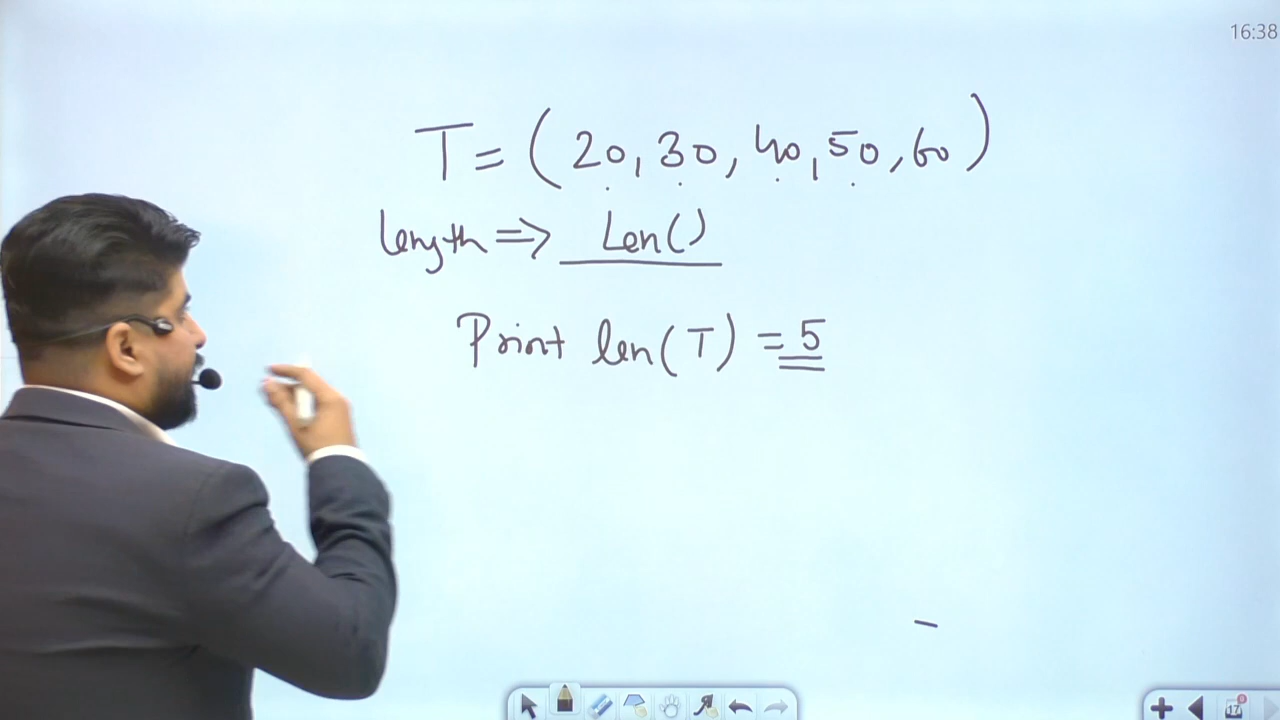 16:38
T = (20, 30, 40, 50, 60)
length ⇒ Len()
Print len(T) = 5